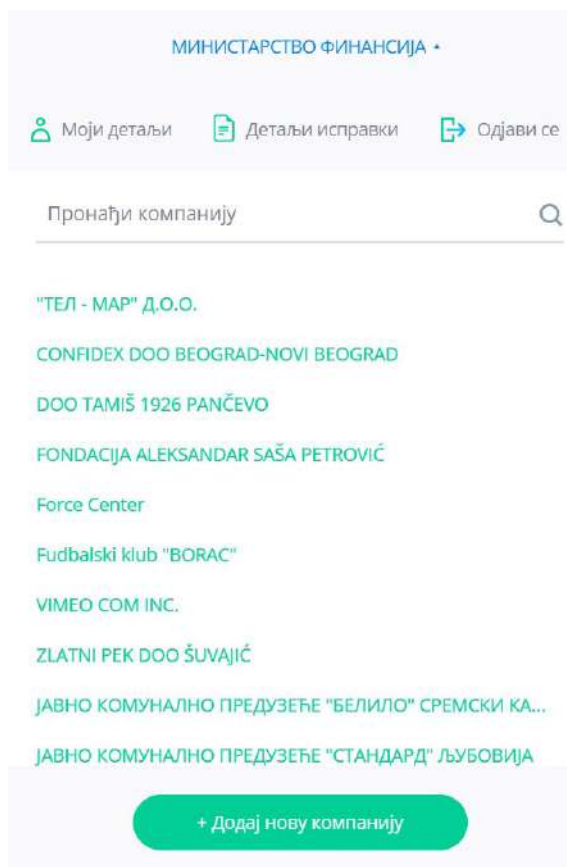 МИНИСТАРСТВО ФИНАНСИЈА
Моји детаљи Детаљи исправки Одјави се
Пронађи компанију
"ТЕЛ - МАР" Д.О.О.
CONFIDEX DOO BEOGRAD-NOVI BEOGRAD
DOO TAMIŠ 1926 PANČEVO
FONDACIJA ALEKSANDAR SAŠA PETROVIĆ
Force Center
Fudbalski klub "BORAC"
VIMEO COM INC.
ZLATNI PEK DOO ŠUVAJIĆ
ЈАВНО КОМУНАЛНО ПРЕДУЗЕЋЕ "БЕЛИЛО" СРЕМСКИ КА...
ЈАВНО КОМУНАЛНО ПРЕДУЗЕЋЕ "СТАНДАРД" ЉУБОВИЈА
+ Додај нову компанију